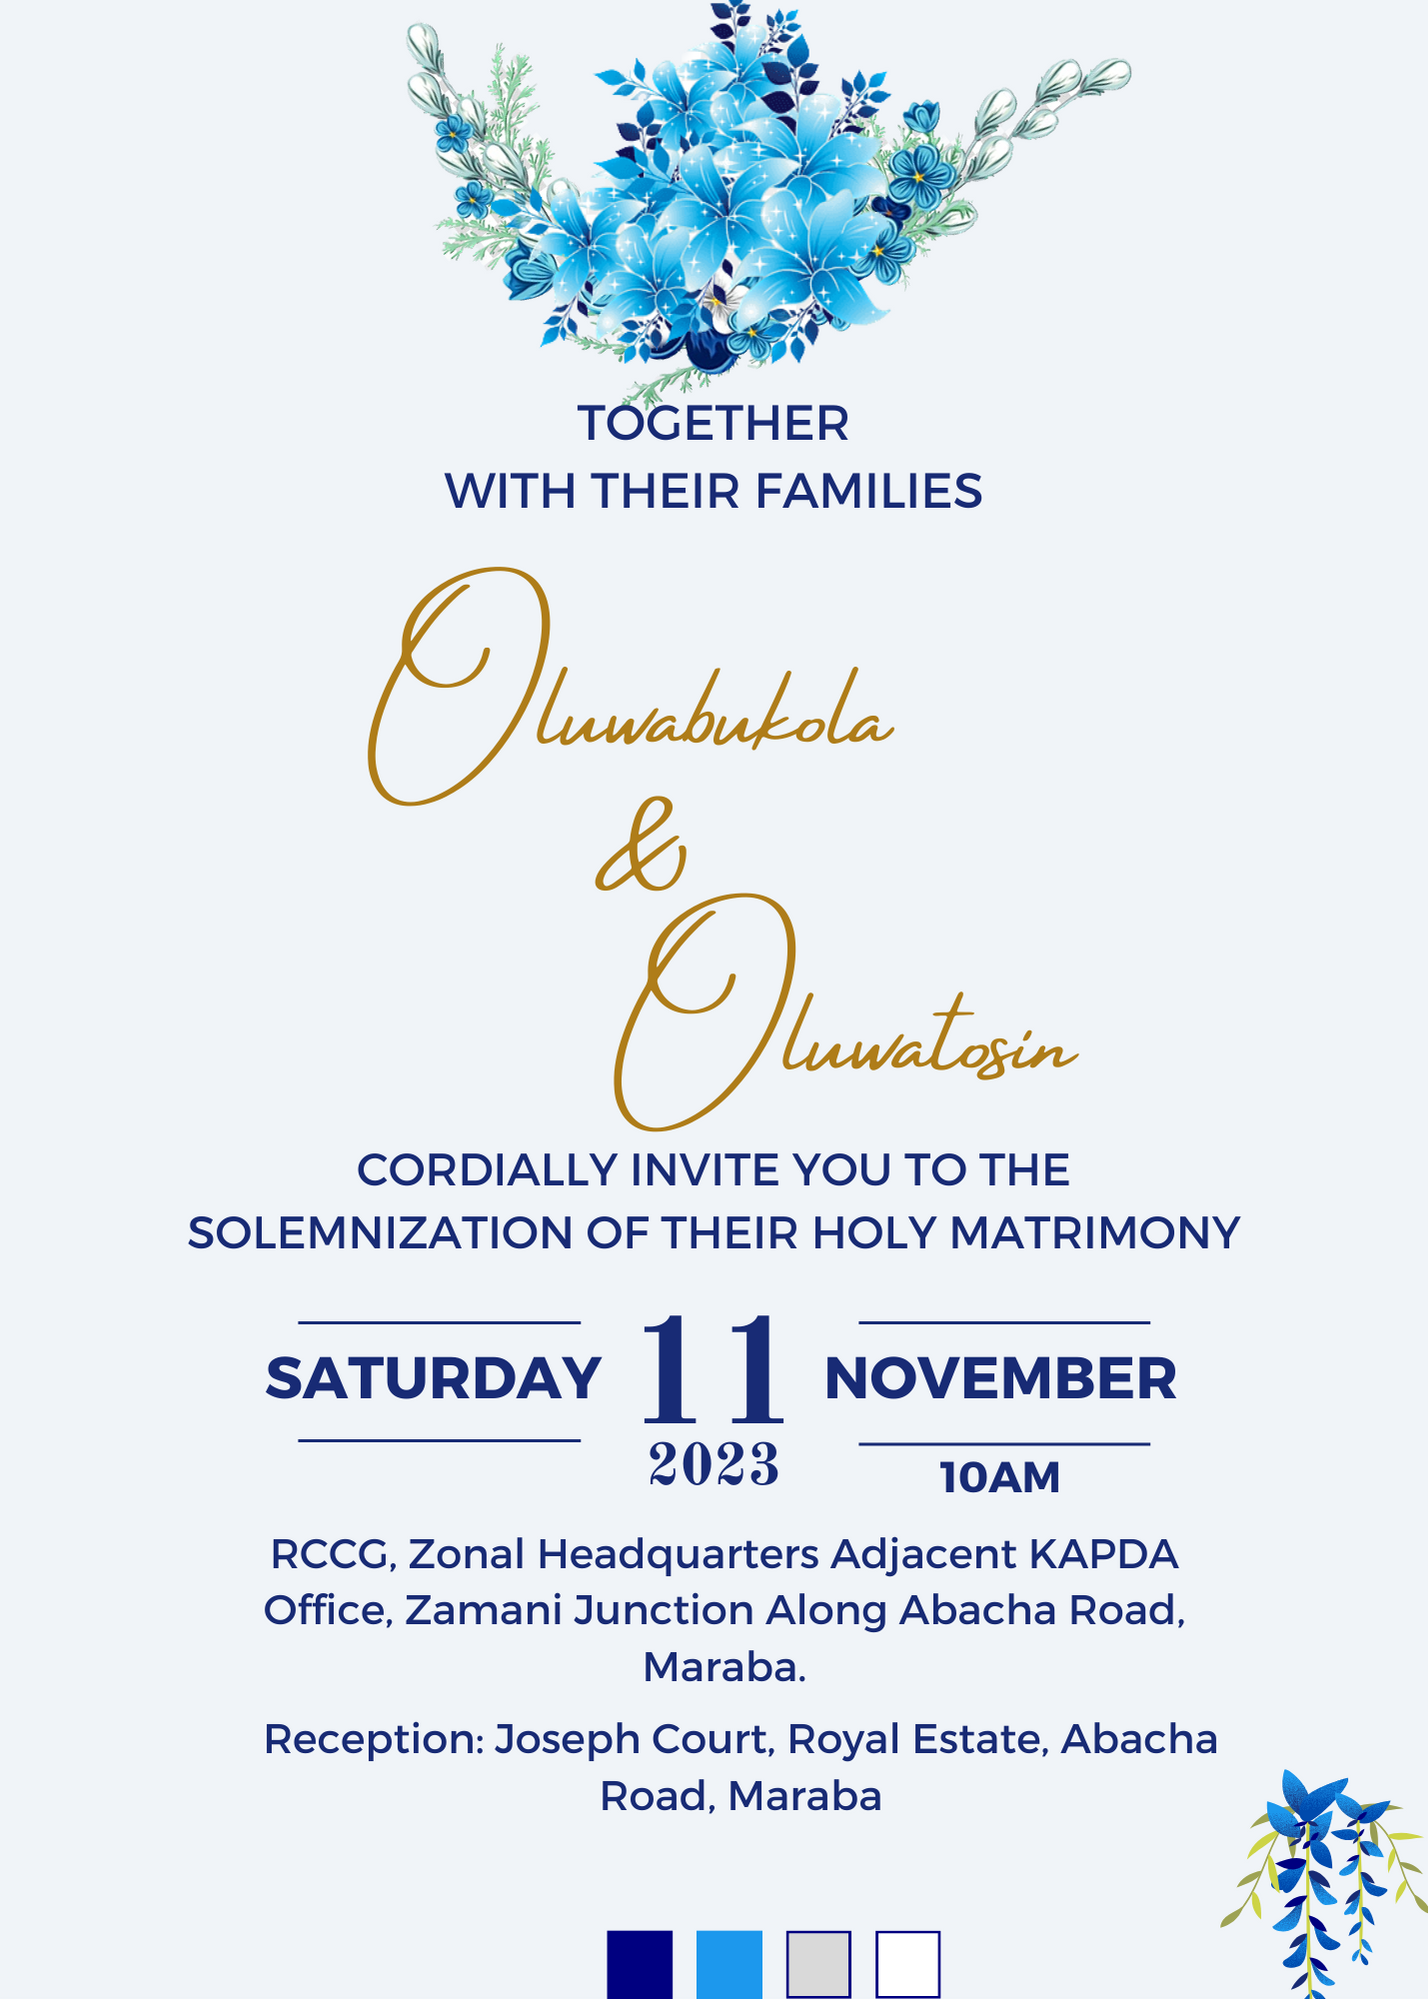 TOGETHER
WITH THEIR FAMILIES
Oluwabukola
&
Oluwatosin
CORDIALLY INVITE YOU TO THE
SOLEMNIZATION OF THEIR HOLY MATRIMONY
SATURDAY 11 NOVEMBER
2023
10AM
RCCG, Zonal Headquarters Adjacent KAPDA
Office, Zamani Junction Along Abacha Road,
Maraba.
Reception: Joseph Court, Royal Estate, Abacha
Road, Maraba